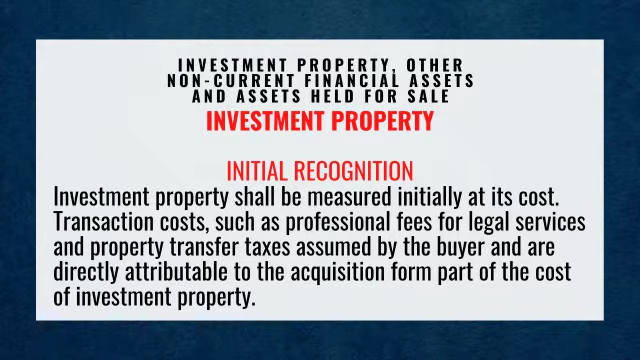 INVESTMENT PROPERTY, OTHER
NON-CURRENT FINANCIAL ASSETS
AND ASSETS HELD FOR SALE
INVESTMENT PROPERTY
INITIAL RECOGNITION
Investment property shall be measured initially at its cost.
Transaction costs, such as professional fees for legal services
and property transfer taxes assumed by the buyer and are
directly attributable to the acquisition form part of the cost
of investment property.